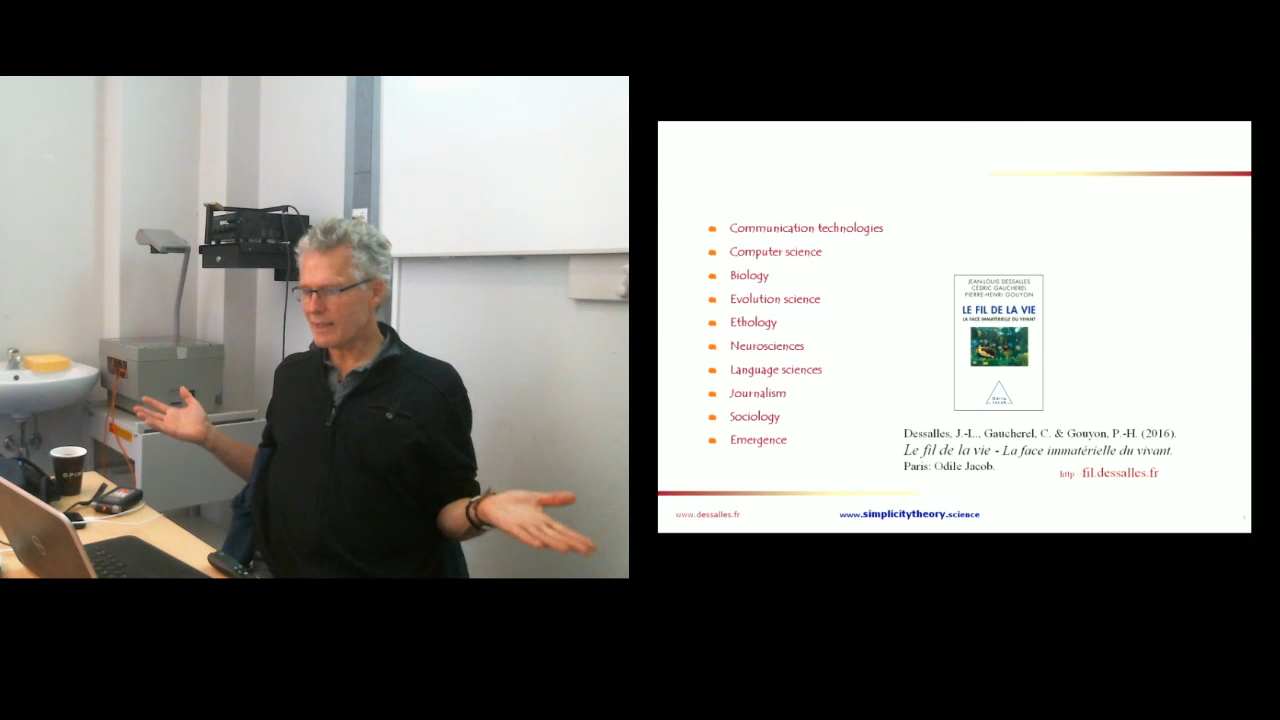 Communication technologies
Computer science
Biology
Evolution science
Ethology
Neurosciences
Language sciences
Journalism
Sociology
Emergence
JEAN-LOUIS DESSALLES
CÉDRIC GAUCHEREL
PIERRE-HENRI GOUYON
LE FIL DE LA VIE
LA FACE IMMATÉRIELLE DU VIVANT
Dessalles, J.-L., Gaucherel, C. & Gouyon, P.-H. (2016).
Le fil de la vie - La face immatérielle du vivant.
Paris: Odile Jacob.
http://fil.dessalles.fr
www.dessalles.fr
www.simplicitytheory.science